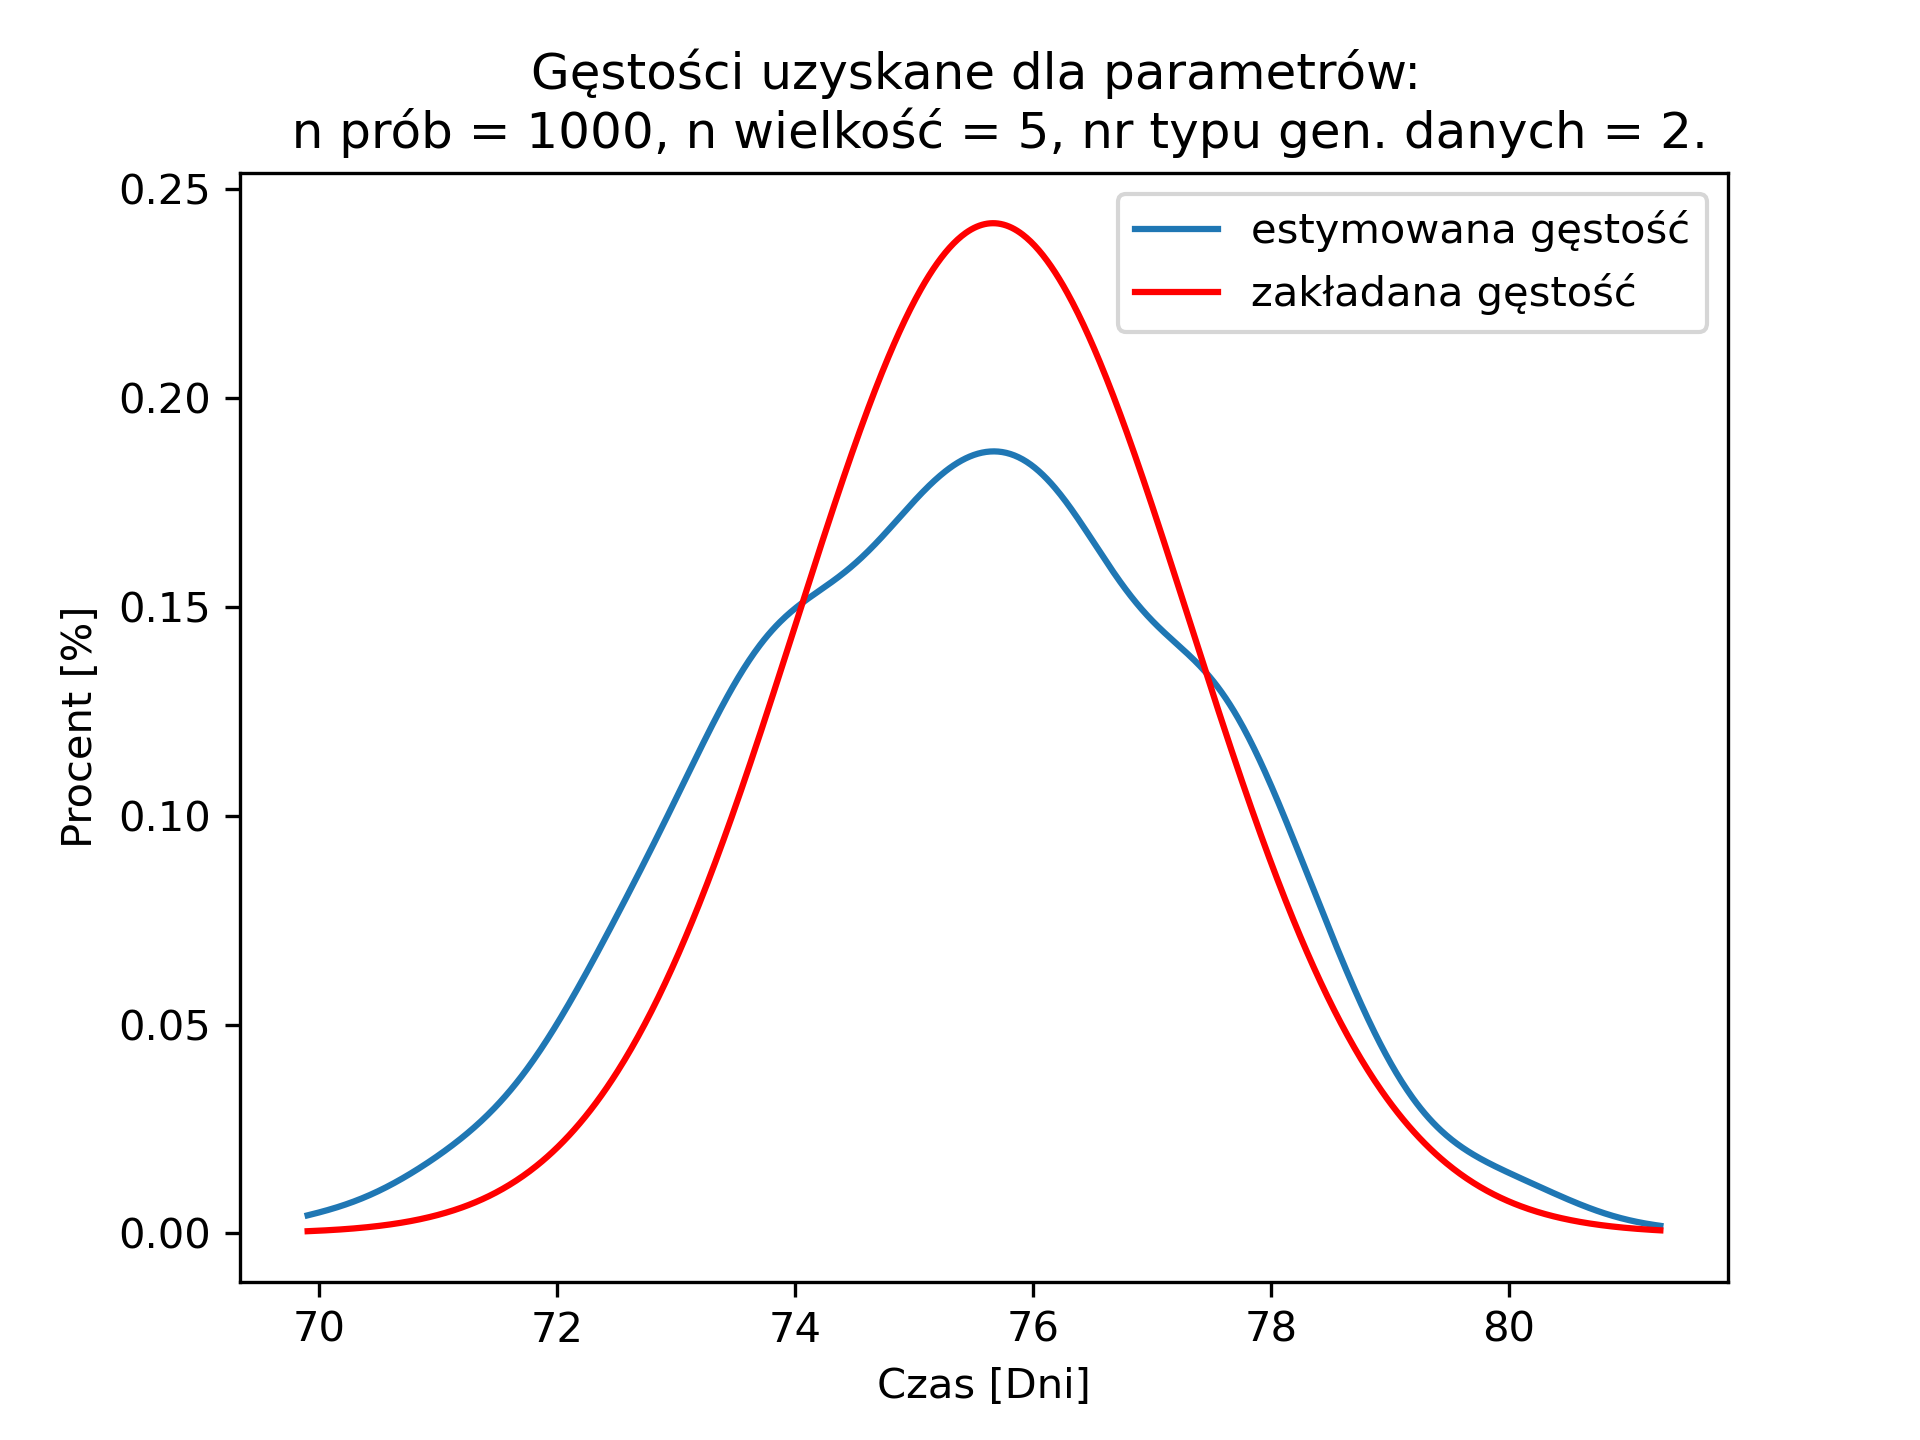 Gęstości uzyskane dla parametrów:
n prób = 1000, n wielkość = 5, nr typu gen. danych = 2.
estymowana gęstość
zakładana gęstość
0.25
0.20
0.15
0.10
0.05
0.00
Procent [%]
70 72 74 76 78 80
Czas [Dni]